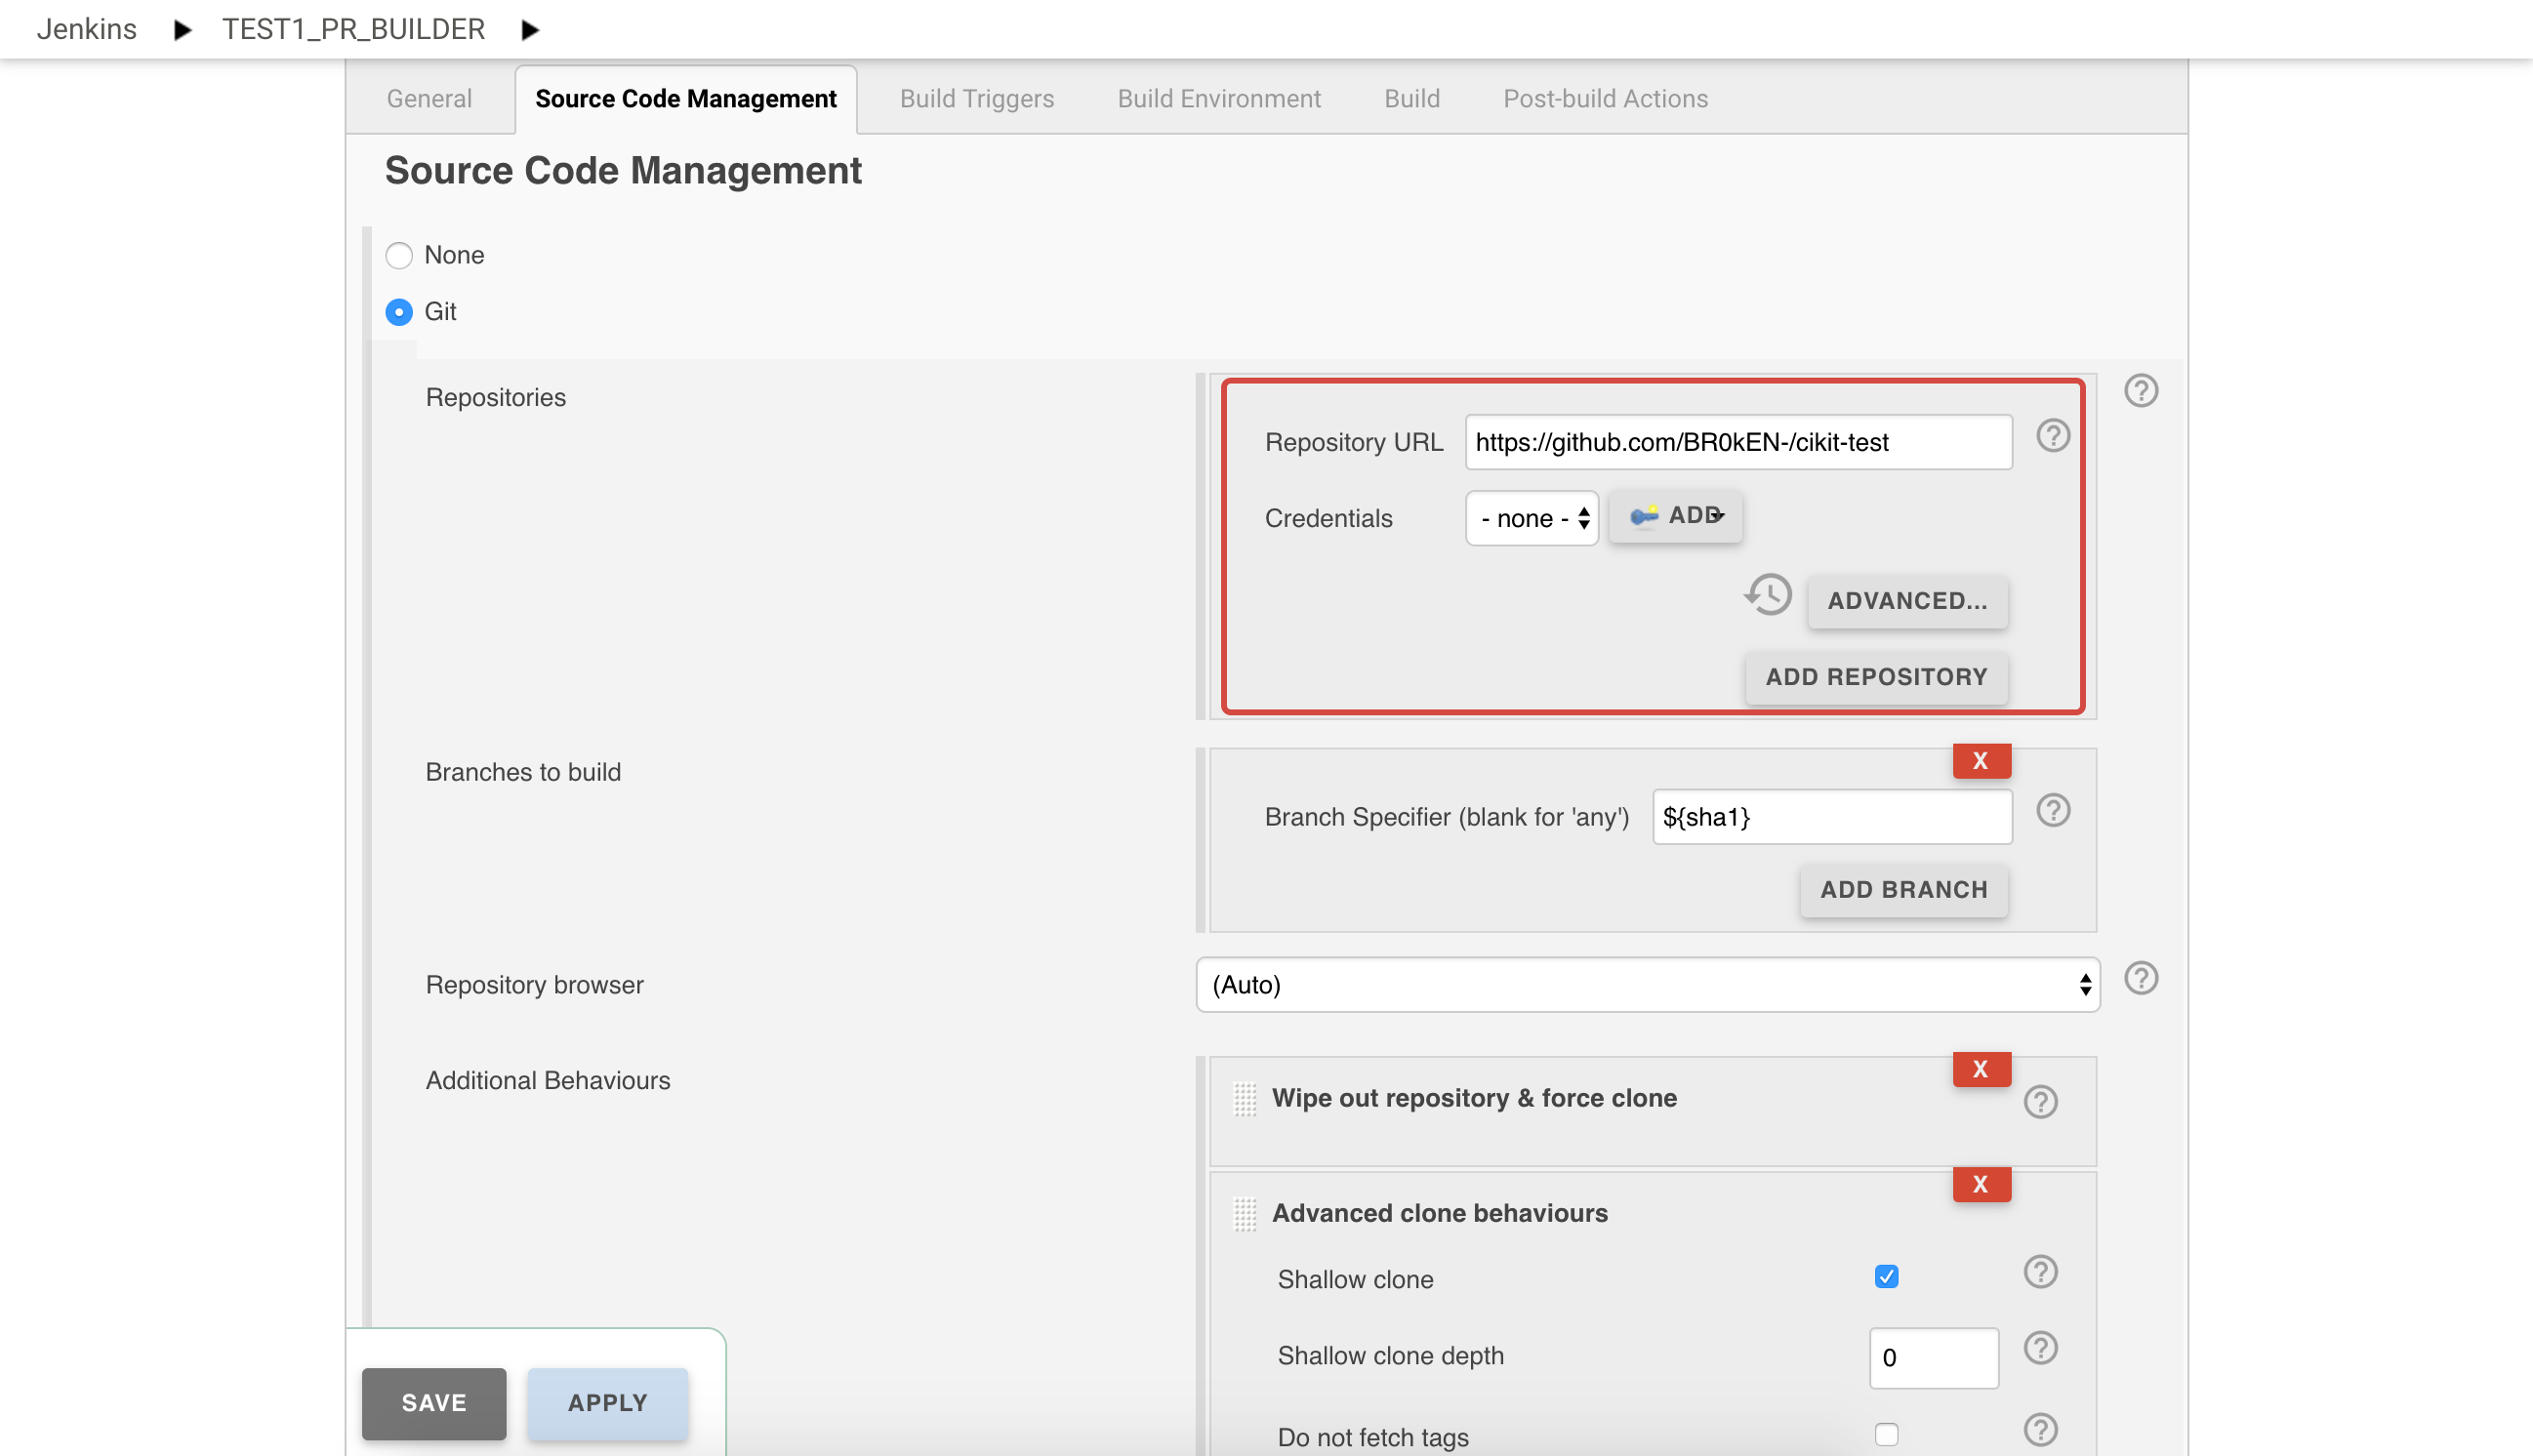 Jenkins TEST1_PR_BUILDER
General Source Code Management Build Triggers Build Environment Build Post-build Actions
Source Code Management
None
Git
Repositories
Repository URL https://github.com/BR0kEN-/cikit-test
Credentials - none - ADD
ADVANCED...
ADD REPOSITORY
Branches to build
X
Branch Specifier (blank for 'any') ${sha1}
ADD BRANCH
Repository browser (Auto)
Additional Behaviours
X
Wipe out repository & force clone
X
Advanced clone behaviours
Shallow clone
Shallow clone depth 0
SAVE APPLY
Do not fetch tags